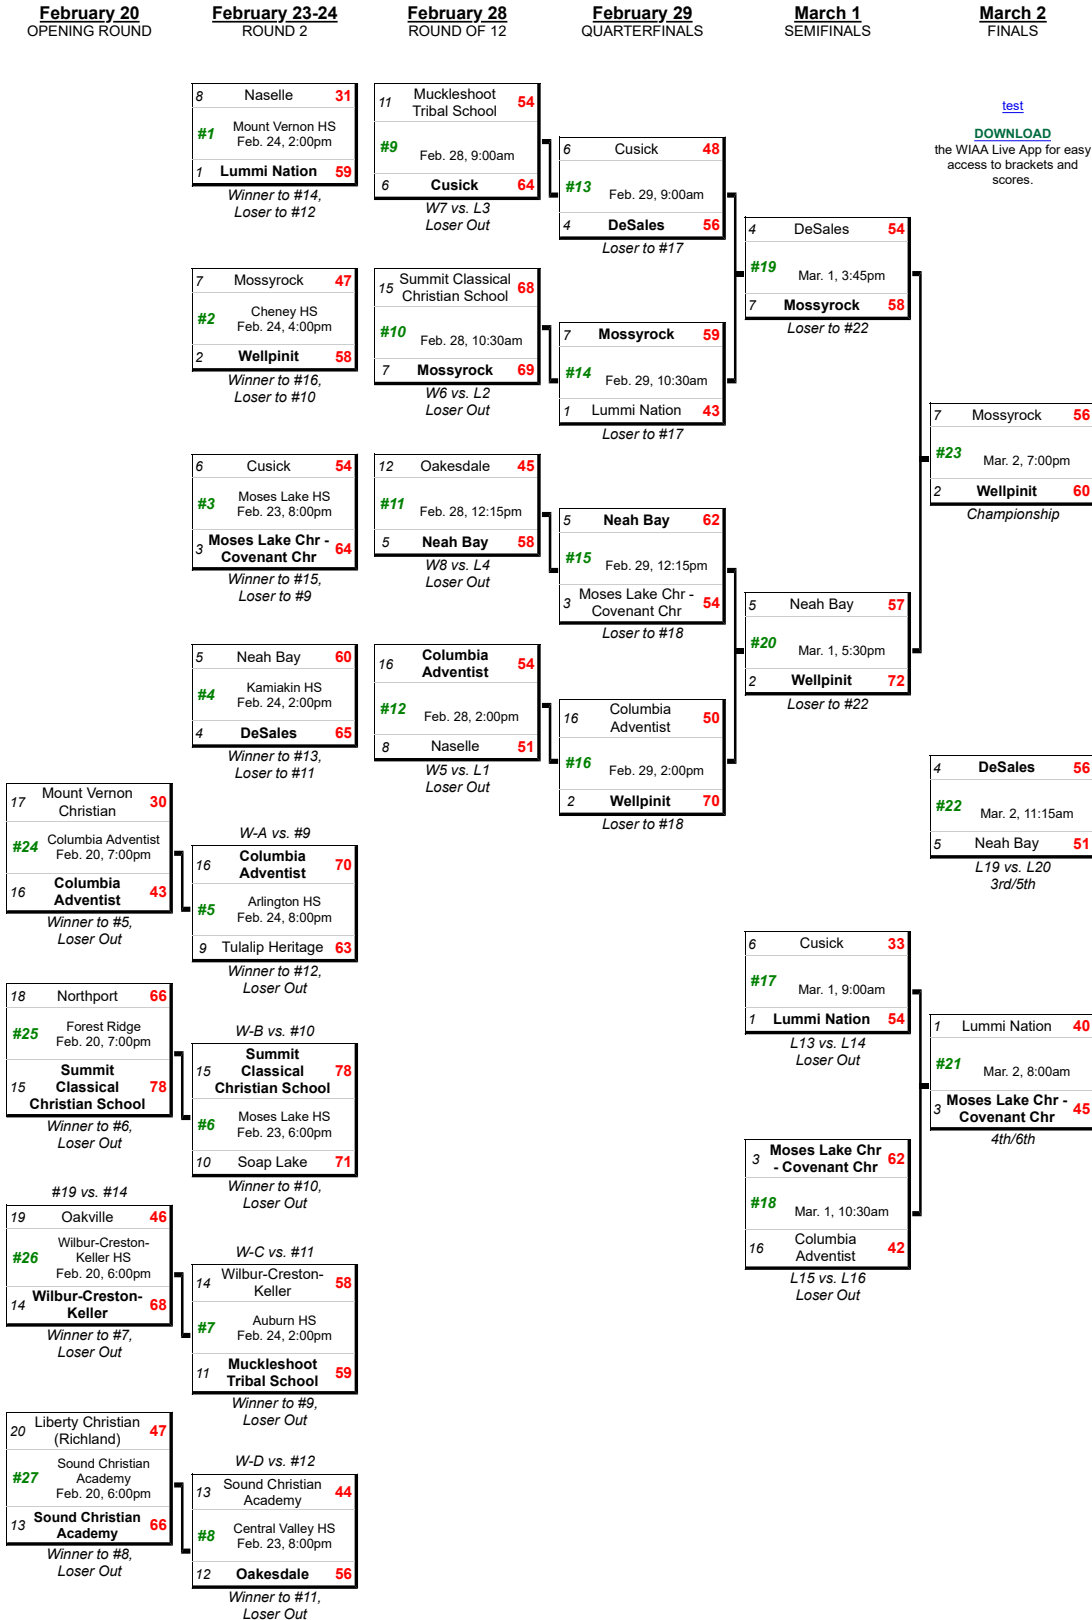 February 20
OPENING ROUND
February 23-24
ROUND 2
February 28
ROUND OF 12
February 29
QUARTERFINALS
March 1
SEMIFINALS
March 2
FINALS
test
DOWNLOAD
the WIAA Live App for easy
access to brackets and
scores.
17 Mount Vernon
Christian 30
#24 Columbia Adventist
Feb. 20, 7:00pm
16 Columbia
Adventist 43
Winner to #5,
Loser Out
18 Northport 66
#25 Forest Ridge
Feb. 20, 7:00pm
15 Summit
Classical
Christian School 78
Winner to #6,
Loser Out
#19 vs. #14
19 Oakville 46
#26 Wilbur-Creston-
Keller HS
Feb. 20, 6:00pm
14 Wilbur-Creston-
Keller 68
Winner to #7,
Loser Out
20 Liberty Christian
(Richland) 47
#27 Sound Christian
Academy
Feb. 20, 6:00pm
13 Sound Christian
Academy 66
Winner to #8,
Loser Out
8 Naselle 31
#1 Mount Vernon HS
Feb. 24, 2:00pm
1 Lummi Nation 59
Winner to #14,
Loser to #12
7 Mossyrock 47
#2 Cheney HS
Feb. 24, 4:00pm
2 Wellpinit 58
Winner to #16,
Loser to #10
6 Cusick 54
#3 Moses Lake HS
Feb. 23, 8:00pm
3 Moses Lake Chr -
Covenant Chr 64
Winner to #15,
Loser to #9
5 Neah Bay 60
#4 Kamiakin HS
Feb. 24, 2:00pm
4 DeSales 65
Winner to #13,
Loser to #11
W-A vs. #9
16 Columbia
Adventist 70
#5 Arlington HS
Feb. 24, 8:00pm
9 Tulalip Heritage 63
Winner to #12,
Loser Out
W-B vs. #10
15 Summit
Classical
Christian School 78
#6 Moses Lake HS
Feb. 23, 6:00pm
10 Soap Lake 71
Winner to #10,
Loser Out
W-C vs. #11
14 Wilbur-Creston-
Keller 58
#7 Auburn HS
Feb. 24, 2:00pm
11 Muckleshoot
Tribal School 59
Winner to #9,
Loser Out
W-D vs. #12
13 Sound Christian
Academy 44
#8 Central Valley HS
Feb. 23, 8:00pm
12 Oakesdale 56
Winner to #11,
Loser Out
11 Muckleshoot
Tribal School 54
#9 Feb. 28, 9:00am
6 Cusick 64
W7 vs. L3
Loser Out
15 Summit Classical
Christian School 68
#10 Feb. 28, 10:30am
7 Mossyrock 69
W6 vs. L2
Loser Out
12 Oakesdale 45
#11 Feb. 28, 12:15pm
5 Neah Bay 58
W8 vs. L4
Loser Out
16 Columbia
Adventist 54
#12 Feb. 28, 2:00pm
8 Naselle 51
W5 vs. L1
Loser Out
6 Cusick 48
#13 Feb. 29, 9:00am
4 DeSales 56
Loser to #17
7 Mossyrock 59
#14 Feb. 29, 10:30am
1 Lummi Nation 43
Loser to #17
5 Neah Bay 62
#15 Feb. 29, 12:15pm
3 Moses Lake Chr -
Covenant Chr 54
Loser to #18
16 Columbia
Adventist 50
#16 Feb. 29, 2:00pm
2 Wellpinit 70
Loser to #18
4 DeSales 54
#19 Mar. 1, 3:45pm
7 Mossyrock 58
Loser to #22
5 Neah Bay 57
#20 Mar. 1, 5:30pm
2 Wellpinit 72
Loser to #22
6 Cusick 33
#17 Mar. 1, 9:00am
1 Lummi Nation 54
L13 vs. L14
Loser Out
3 Moses Lake Chr
- Covenant Chr 62
#18 Mar. 1, 10:30am
16 Columbia
Adventist 42
L15 vs. L16
Loser Out
7 Mossyrock 56
#23 Mar. 2, 7:00pm
2 Wellpinit 60
Championship
4 DeSales 56
#22 Mar. 2, 11:15am
5 Neah Bay 51
L19 vs. L20
3rd/5th
1 Lummi Nation 40
#21 Mar. 2, 8:00am
3 Moses Lake Chr -
Covenant Chr 45
4th/6th